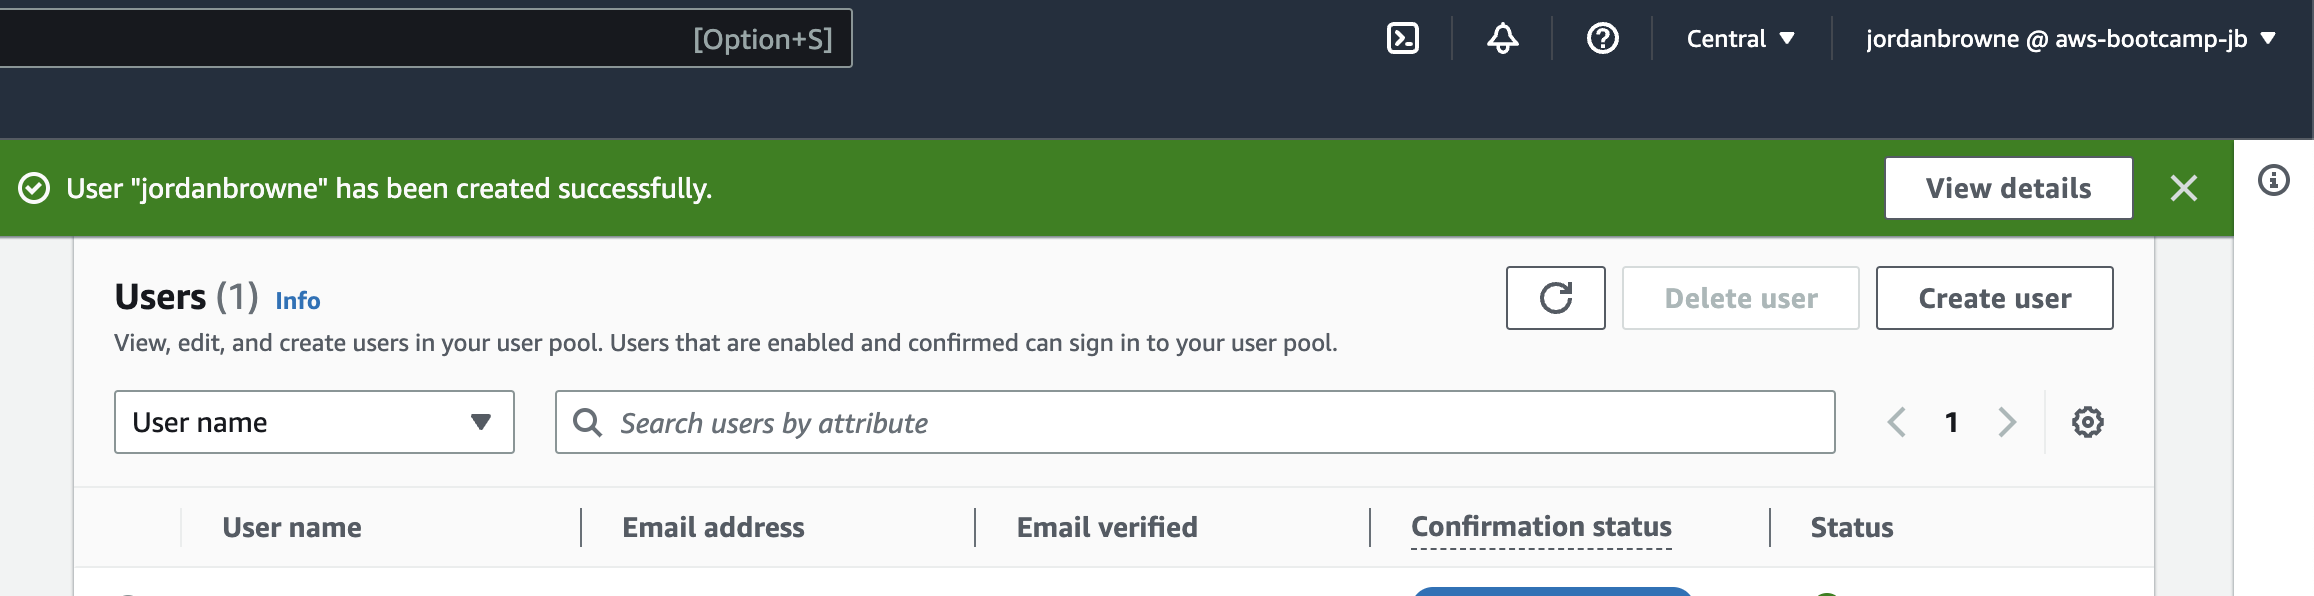 [Option+S]
Central
jordanbrowne @ aws-bootcamp-jb
User "jordanbrowne" has been created successfully.
View details
Users (1) Info
Delete user
Create user
View, edit, and create users in your user pool. Users that are enabled and confirmed can sign in to your user pool.
User name
Search users by attribute
1
User name
Email address
Email verified
Confirmation status
Status